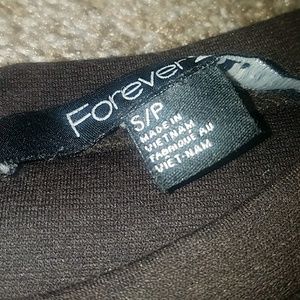 Forever
S/P
MADE IN
VIETNAM
FABRIQUÉ AU
VIET-NAM